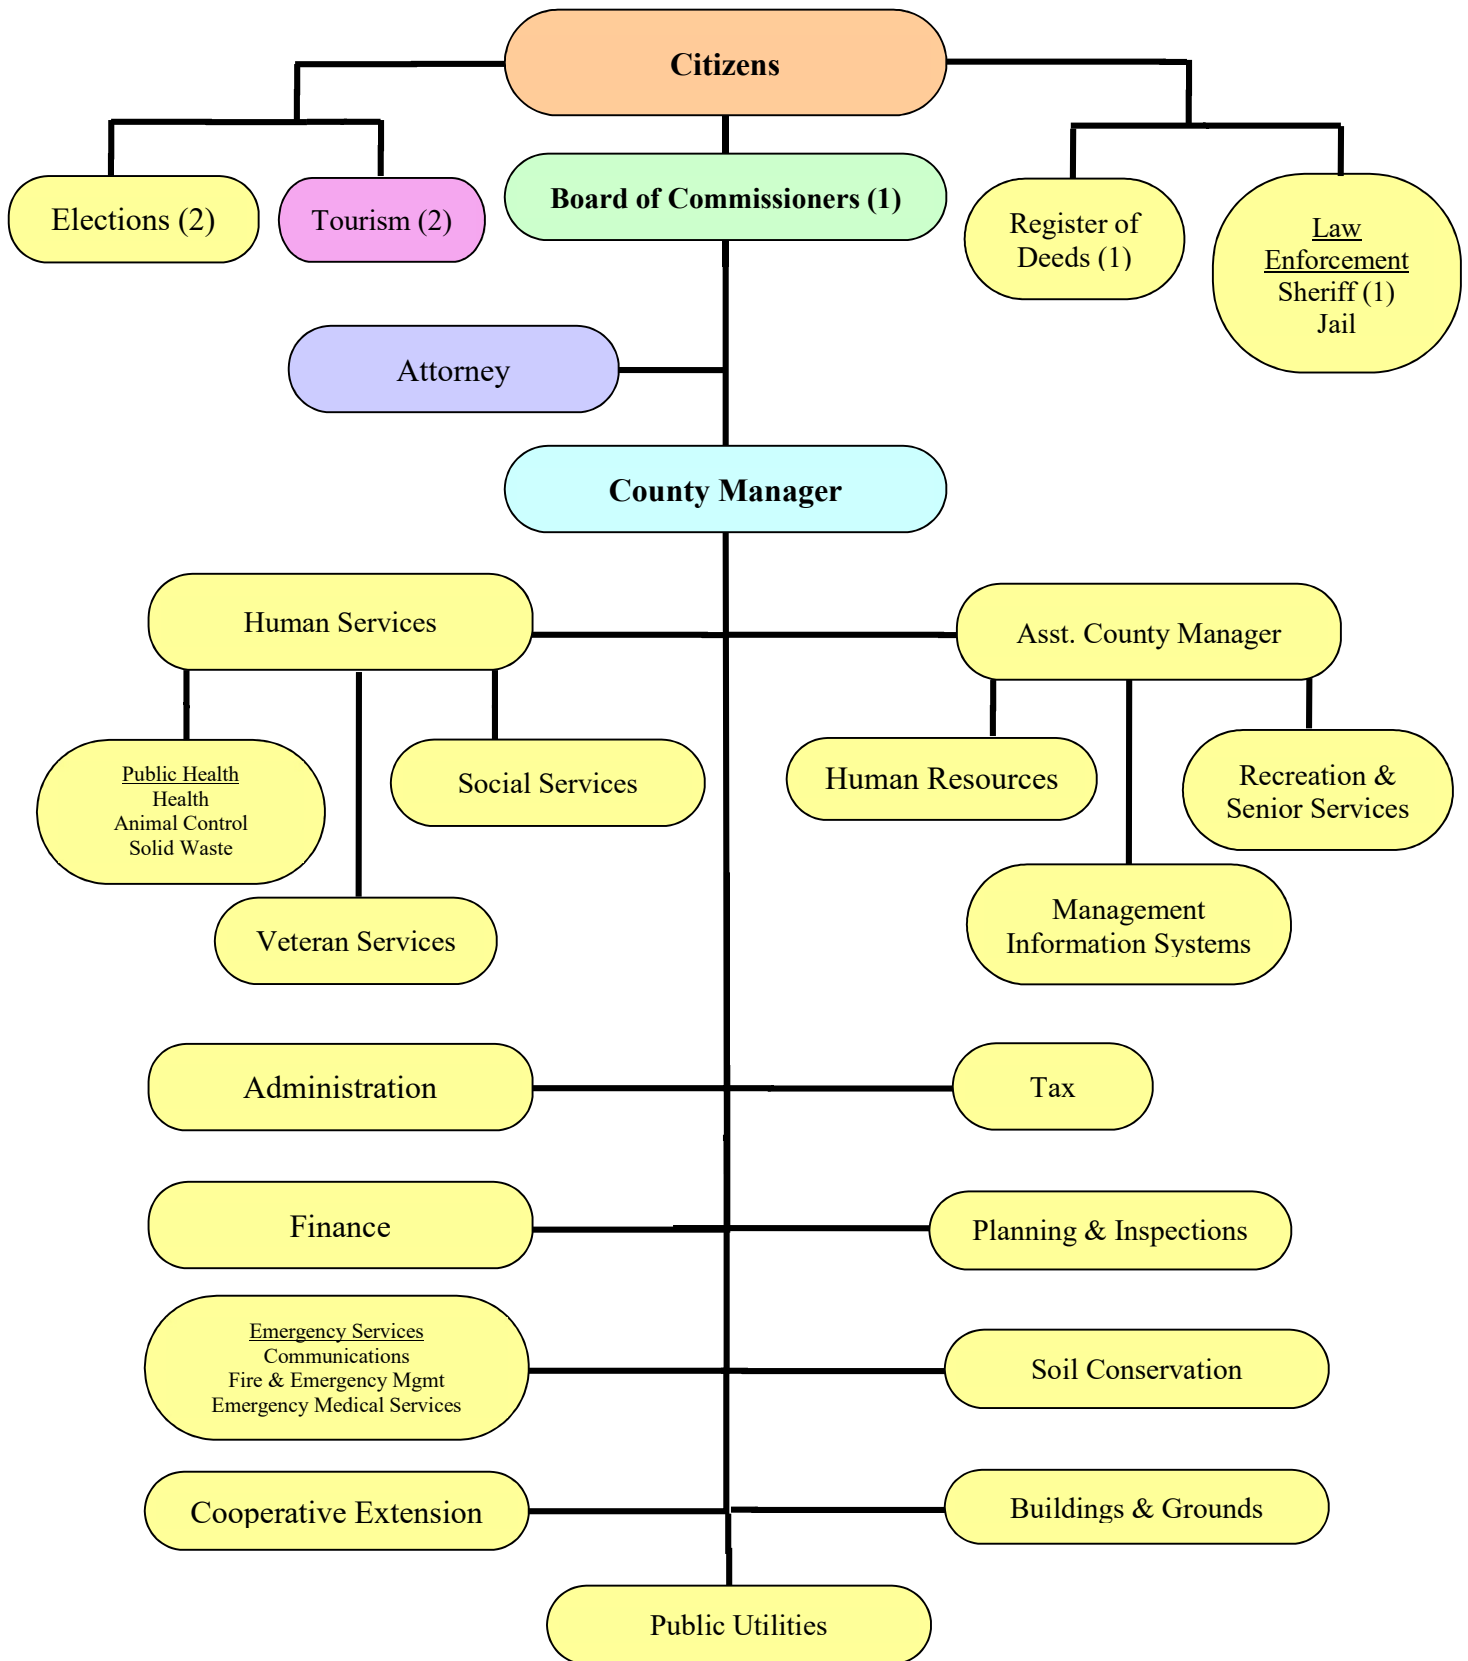 Citizens
Elections (2)
Tourism (2)
Board of Commissioners (1)
Register of
Deeds (1)
Law
Enforcement
Sheriff (1)
Jail
Attorney
County Manager
Human Services
Asst. County Manager
Public Health
Health
Animal Control
Solid Waste
Social Services
Human Resources
Recreation &
Senior Services
Veteran Services
Management
Information Systems
Administration
Tax
Finance
Planning & Inspections
Emergency Services
Communications
Fire & Emergency Mgmt
Emergency Medical Services
Soil Conservation
Cooperative Extension
Buildings & Grounds
Public Utilities